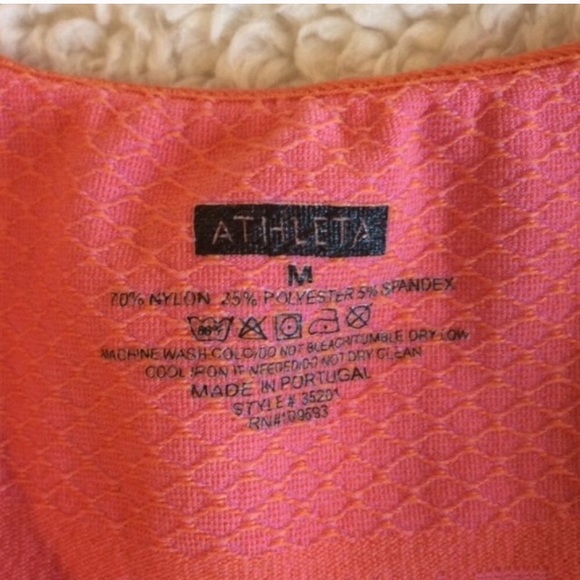 ATHLETA
M
70% NYLON 25% POLYESTER 5% SPANDEX
MACHINE WASH COLD/DO NOT BLEACH/TUMBLE DRY LOW
COOL IRON IF NEEDED/DO NOT DRY CLEAN
MADE IN PORTUGAL
STYLE# 35201
RN#109693